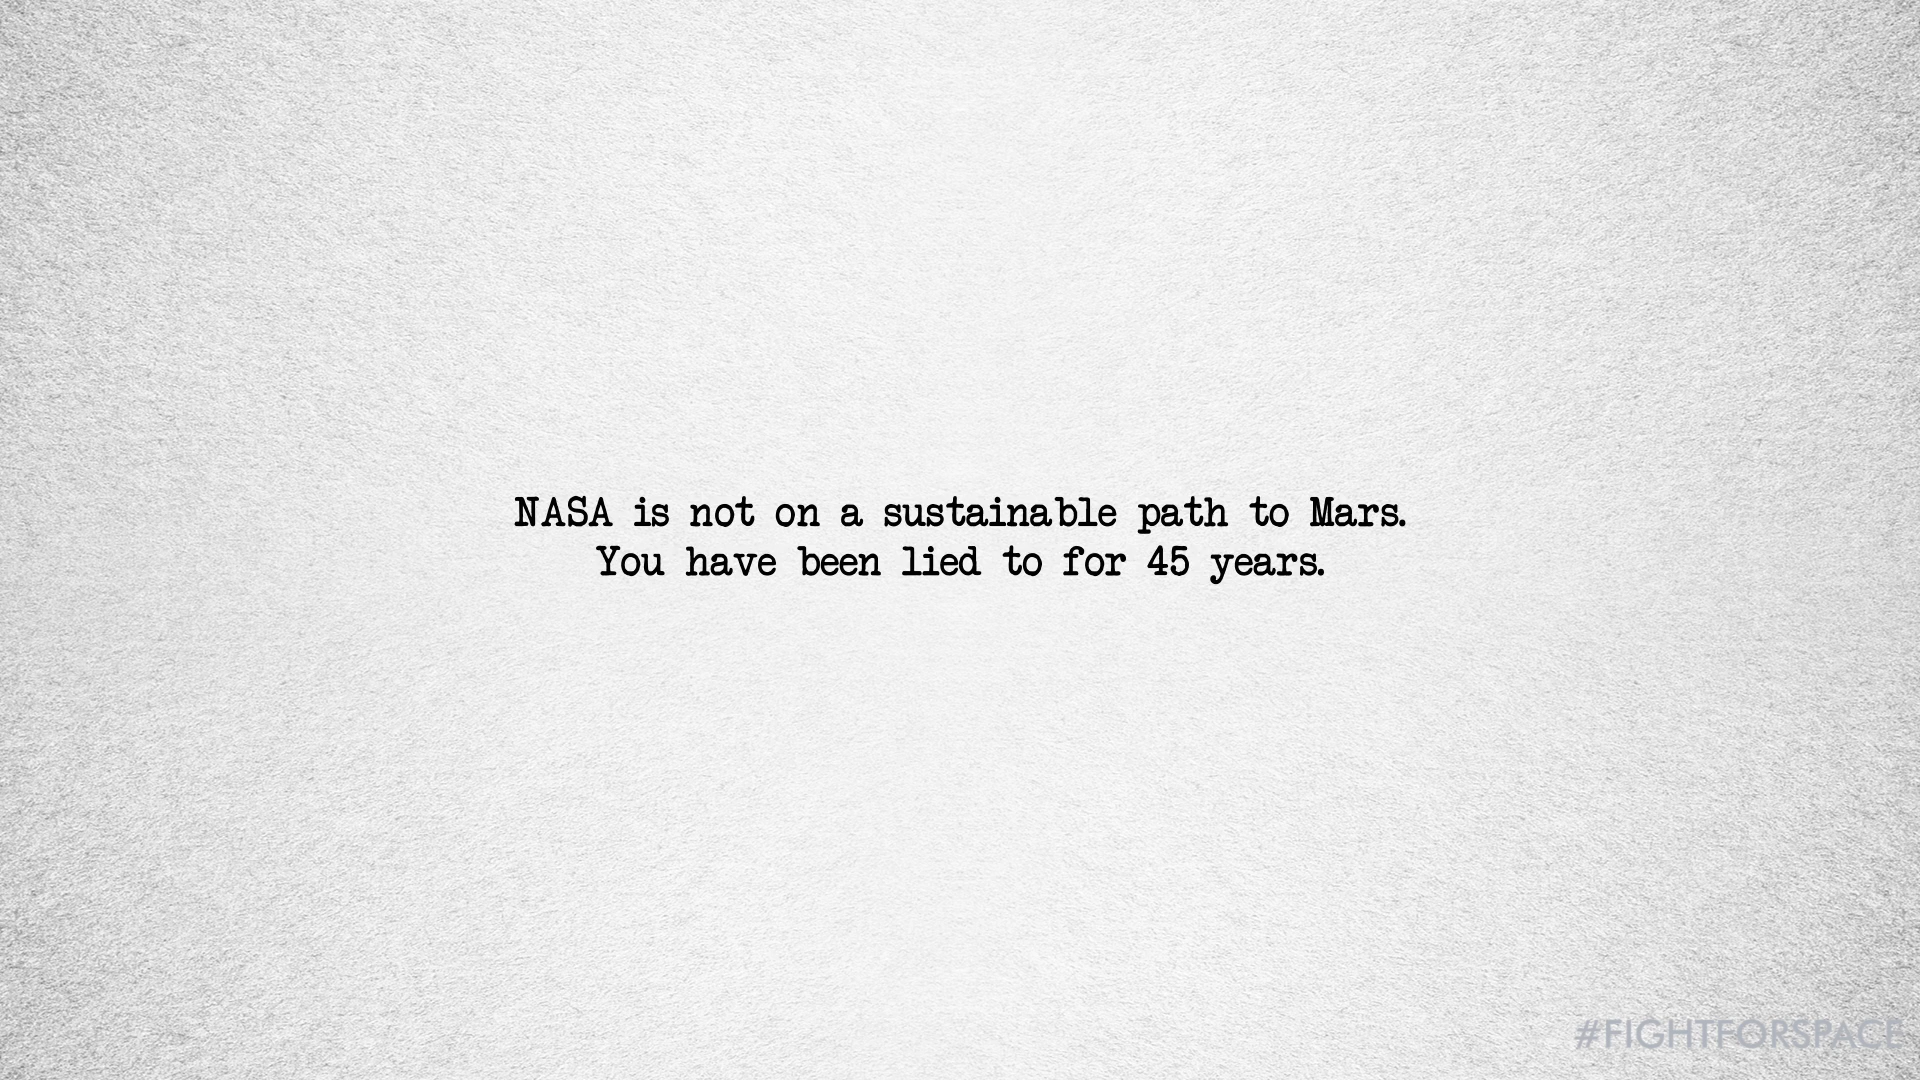 NASA is not on a sustainable path to Mars.
You have been lied to for 45 years.
#FIGHTFORSPACE